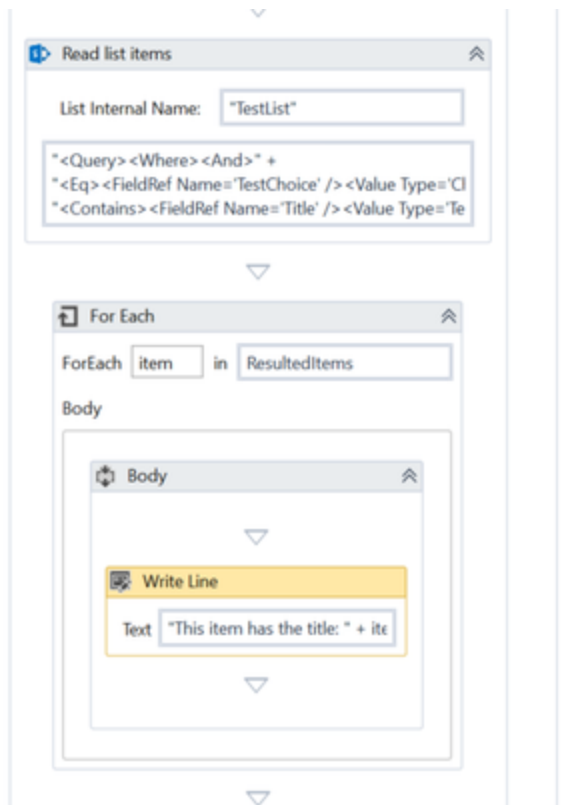 Read list items
List Internal Name: "TestList"
"<Query><Where><And>" +
"<Eq><FieldRef Name='TestChoice' /><Value Type='Cl
"<Contains><FieldRef Name='Title' /><Value Type='Te
For Each
ForEach item in ResultedItems
Body
Body
Write Line
Text "This item has the title: " + ite